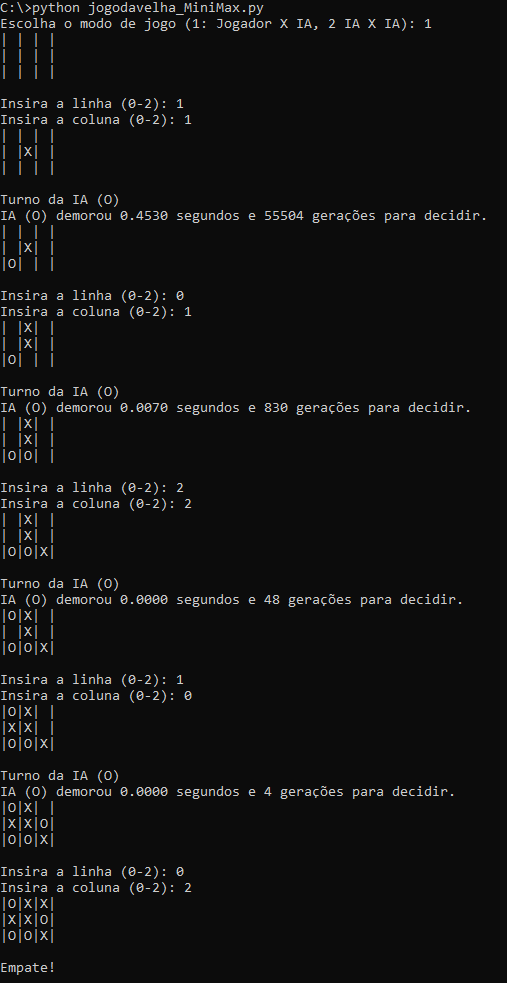 C:\>python jogodavelha_MiniMax.py
Escolha o modo de jogo (1: Jogador X IA, 2 IA X IA): 1
| | | |
| | | |
| | | |
Insira a linha (0-2): 1
Insira a coluna (0-2): 1
| | | |
| |X| |
| | | |
Turno da IA (O)
IA (O) demorou 0.4530 segundos e 55504 gerações para decidir.
| | | |
| |X| |
|O| | |
Insira a linha (0-2): 0
Insira a coluna (0-2): 1
| |X| |
| |X| |
|O| | |
Turno da IA (O)
IA (O) demorou 0.0070 segundos e 830 gerações para decidir.
| |X| |
| |X| |
|O|O| |
Insira a linha (0-2): 2
Insira a coluna (0-2): 2
| |X| |
| |X| |
|O|O|X|
Turno da IA (O)
IA (O) demorou 0.0000 segundos e 48 gerações para decidir.
|O|X| |
| |X| |
|O|O|X|
Insira a linha (0-2): 1
Insira a coluna (0-2): 0
|O|X| |
|X|X| |
|O|O|X|
Turno da IA (O)
IA (O) demorou 0.0000 segundos e 4 gerações para decidir.
|O|X| |
|X|X|O|
|O|O|X|
Insira a linha (0-2): 0
Insira a coluna (0-2): 2
|O|X|X|
|X|X|O|
|O|O|X|
Empate!